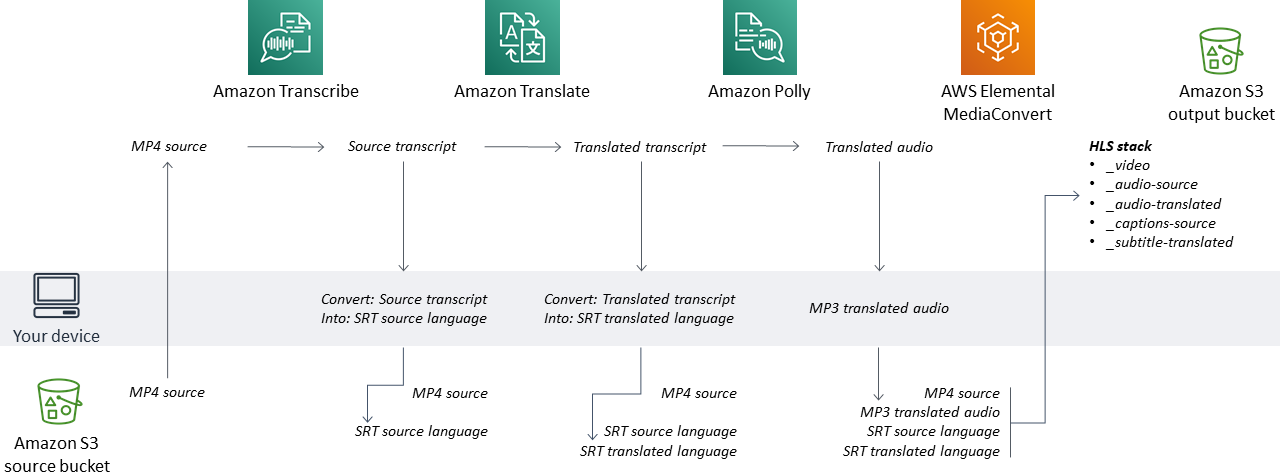 Amazon Transcribe
Amazon Translate
Amazon Polly
AWS Elemental
MediaConvert
Amazon S3
output bucket
MP4 source
Source transcript
Translated transcript
Translated audio
HLS stack
• _video
• _audio-source
• _audio-translated
• _captions-source
• _subtitle-translated
Your device
Convert: Source transcript
Into: SRT source language
Convert: Translated transcript
Into: SRT translated language
MP3 translated audio
Amazon S3
source bucket
MP4 source
MP4 source
SRT source language
MP4 source
SRT source language
SRT translated language
MP4 source
MP3 translated audio
SRT source language
SRT translated language
A
文